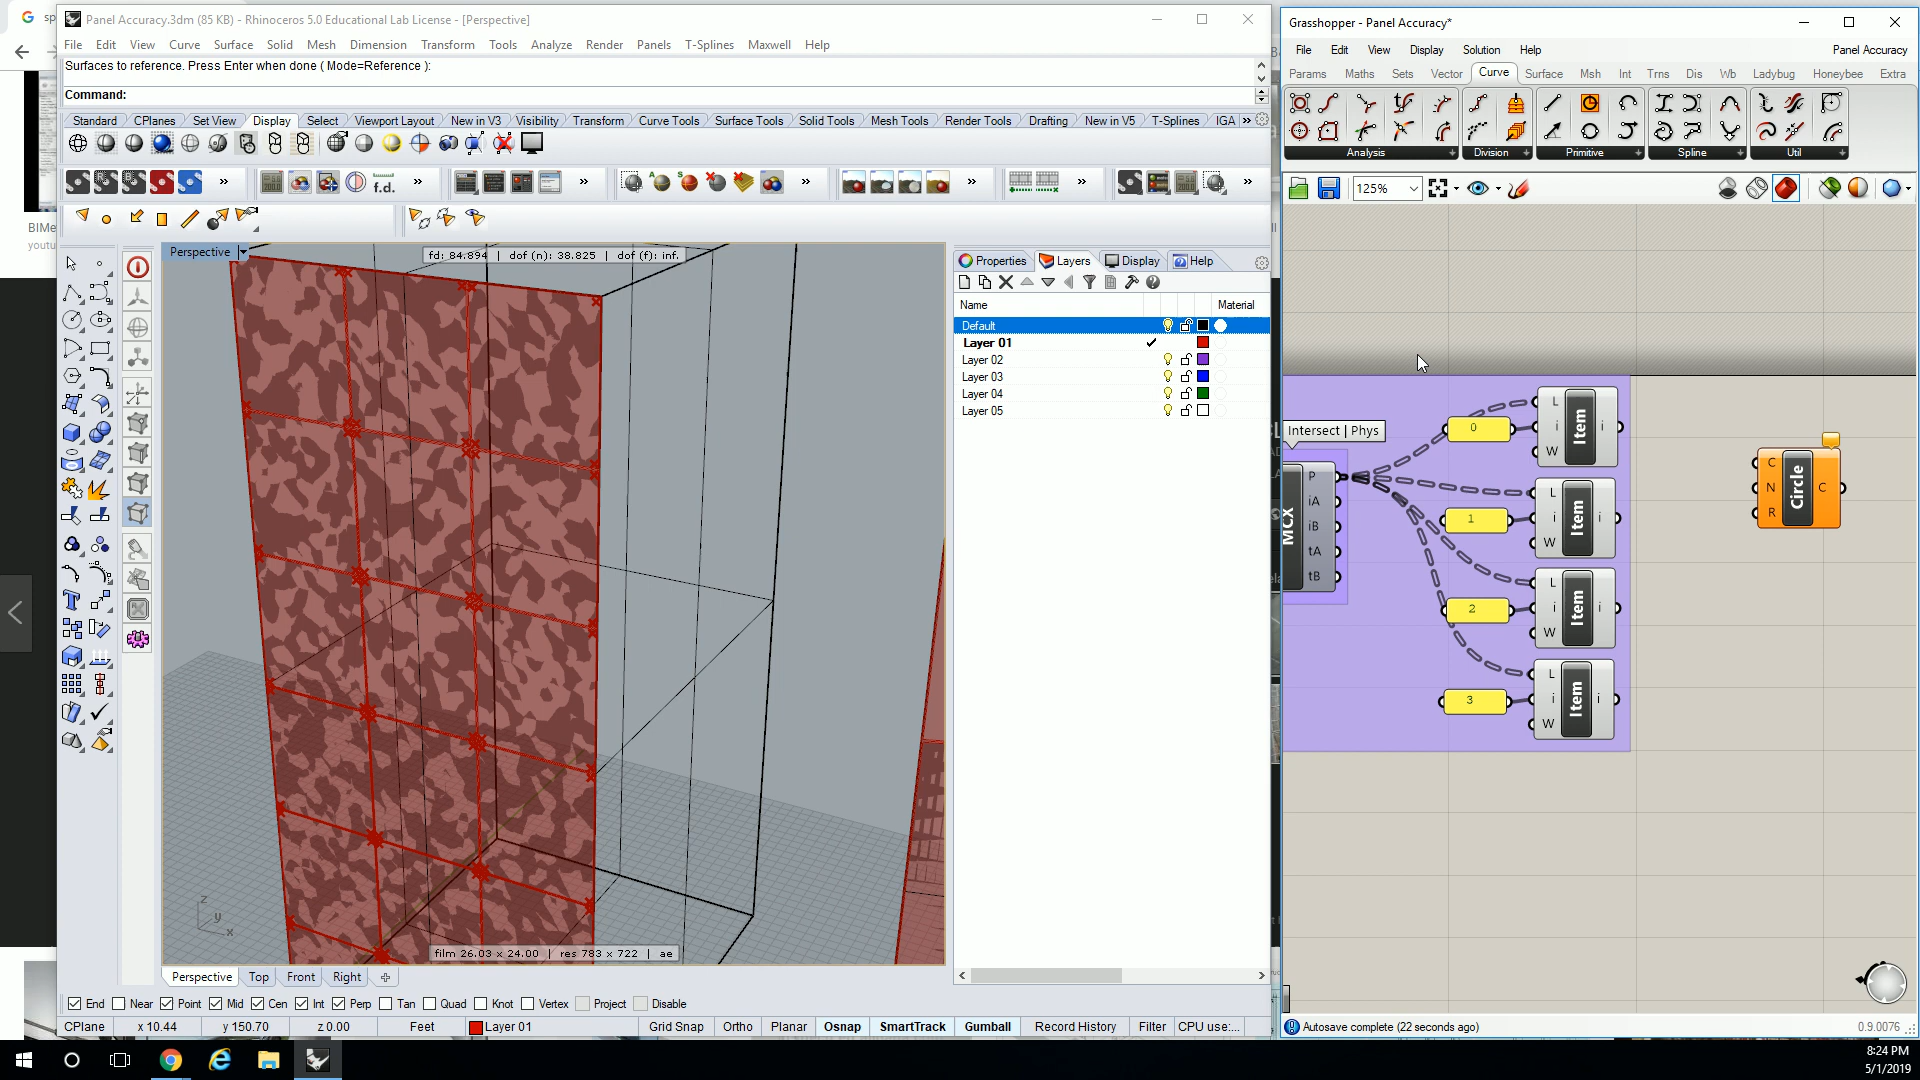 Panel Accuracy.3dm (85 KB) - Rhinoceros 5.0 Educational Lab License - [Perspective]
File Edit View Curve Surface Solid Mesh Dimension Transform Tools Analyze Render Panels T-Splines Maxwell Help
Surfaces to reference. Press Enter when done ( Mode=Reference ):
Command:
Standard CPlanes Set View Display Select Viewport Layout New in V3 Visibility Transform Curve Tools Surface Tools Solid Tools Mesh Tools Render Tools Drafting New in V5 T-Splines IGA
f.d.
Perspective
fd: 84.894 | dof (n): 38.825 | dof (f): inf.
z
y
x
film 26.03 x 24.00 | res 783 x 722 | ae
Properties Layers Display Help
Name Material
Default
Layer 01
Layer 02
Layer 03
Layer 04
Layer 05
Perspective Top Front Right
End Near Point Mid Cen Int Perp Tan Quad Knot Vertex Project Disable
CPlane x 10.44 y 150.70 z 0.00 Feet Layer 01 Grid Snap Ortho Planar Osnap SmartTrack Gumball Record History Filter CPU use:...
Grasshopper - Panel Accuracy*
File Edit View Display Solution Help Panel Accuracy
Params Maths Sets Vector Curve Surface Msh Int Trns Dis Wb Ladybug Honeybee Extra
Analysis Division Primitive Spline Util
125%
Intersect | Phys
MCX
P
iA
iB
tA
tB
0
L
i
W
Item
i
1
L
i
W
Item
i
2
L
i
W
Item
i
3
L
i
W
Item
i
C
N
R
Circle
C
Autosave complete (22 seconds ago)
0.9.0076
BIMe
youtu
8:24 PM
5/1/2019